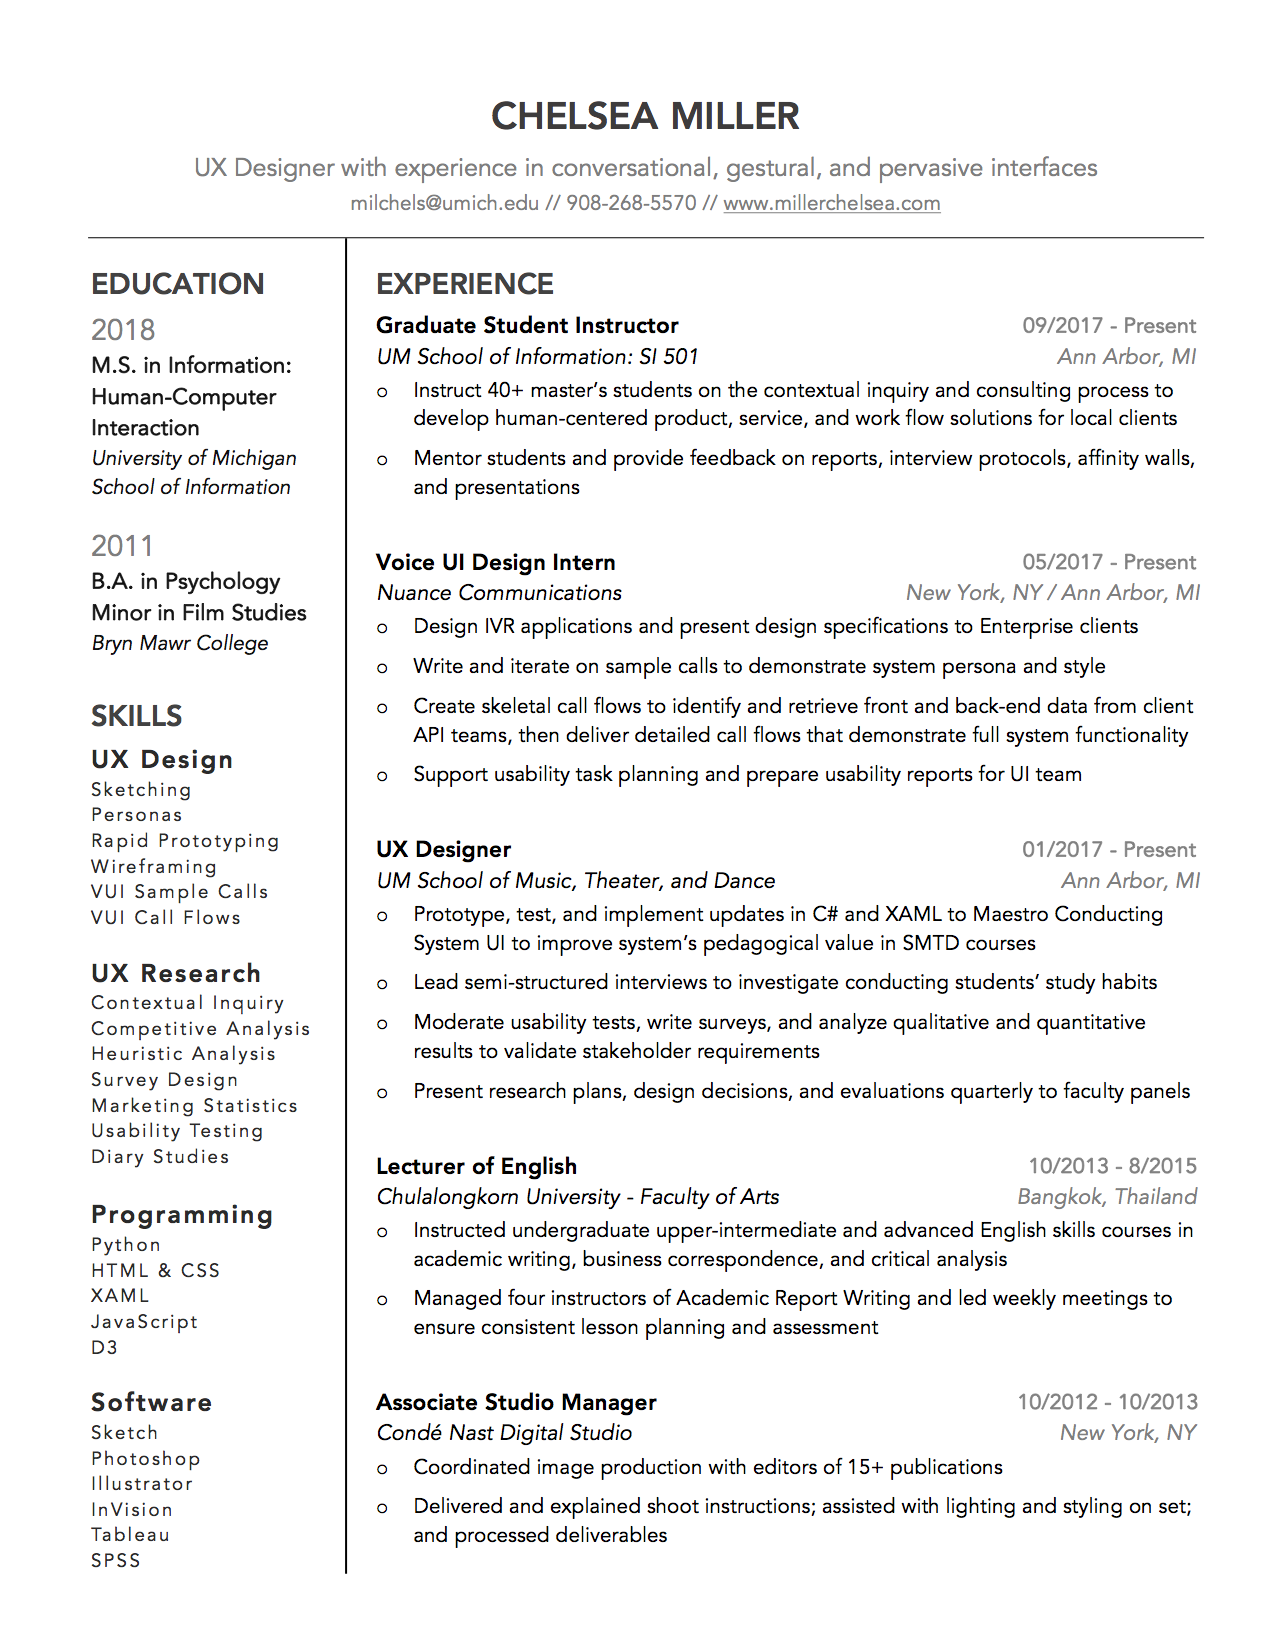 CHELSEA MILLER
UX Designer with experience in conversational, gestural, and pervasive interfaces
milchels@umich.edu // 908-268-5570 // www.millerchelsea.com
EDUCATION
2018
M.S. in Information:
Human-Computer
Interaction
University of Michigan
School of Information
2011
B.A. in Psychology
Minor in Film Studies
Bryn Mawr College
SKILLS
UX Design
Sketching
Personas
Rapid Prototyping
Wireframing
VUI Sample Calls
VUI Call Flows
UX Research
Contextual Inquiry
Competitive Analysis
Heuristic Analysis
Survey Design
Marketing Statistics
Usability Testing
Diary Studies
Programming
Python
HTML & CSS
XAML
JavaScript
D3
Software
Sketch
Photoshop
Illustrator
InVision
Tableau
SPSS
EXPERIENCE
Graduate Student Instructor 09/2017 - Present
UM School of Information: SI 501 Ann Arbor, MI
o Instruct 40+ master’s students on the contextual inquiry and consulting process to
develop human-centered product, service, and work flow solutions for local clients
o Mentor students and provide feedback on reports, interview protocols, affinity walls,
and presentations
Voice UI Design Intern 05/2017 - Present
Nuance Communications New York, NY / Ann Arbor, MI
o Design IVR applications and present design specifications to Enterprise clients
o Write and iterate on sample calls to demonstrate system persona and style
o Create skeletal call flows to identify and retrieve front and back-end data from client
API teams, then deliver detailed call flows that demonstrate full system functionality
o Support usability task planning and prepare usability reports for UI team
UX Designer 01/2017 - Present
UM School of Music, Theater, and Dance Ann Arbor, MI
o Prototype, test, and implement updates in C# and XAML to Maestro Conducting
System UI to improve system’s pedagogical value in SMTD courses
o Lead semi-structured interviews to investigate conducting students’ study habits
o Moderate usability tests, write surveys, and analyze qualitative and quantitative
results to validate stakeholder requirements
o Present research plans, design decisions, and evaluations quarterly to faculty panels
Lecturer of English 10/2013 - 8/2015
Chulalongkorn University - Faculty of Arts Bangkok, Thailand
o Instructed undergraduate upper-intermediate and advanced English skills courses in
academic writing, business correspondence, and critical analysis
o Managed four instructors of Academic Report Writing and led weekly meetings to
ensure consistent lesson planning and assessment
Associate Studio Manager 10/2012 - 10/2013
Condé Nast Digital Studio New York, NY
o Coordinated image production with editors of 15+ publications
o Delivered and explained shoot instructions; assisted with lighting and styling on set;
and processed deliverables